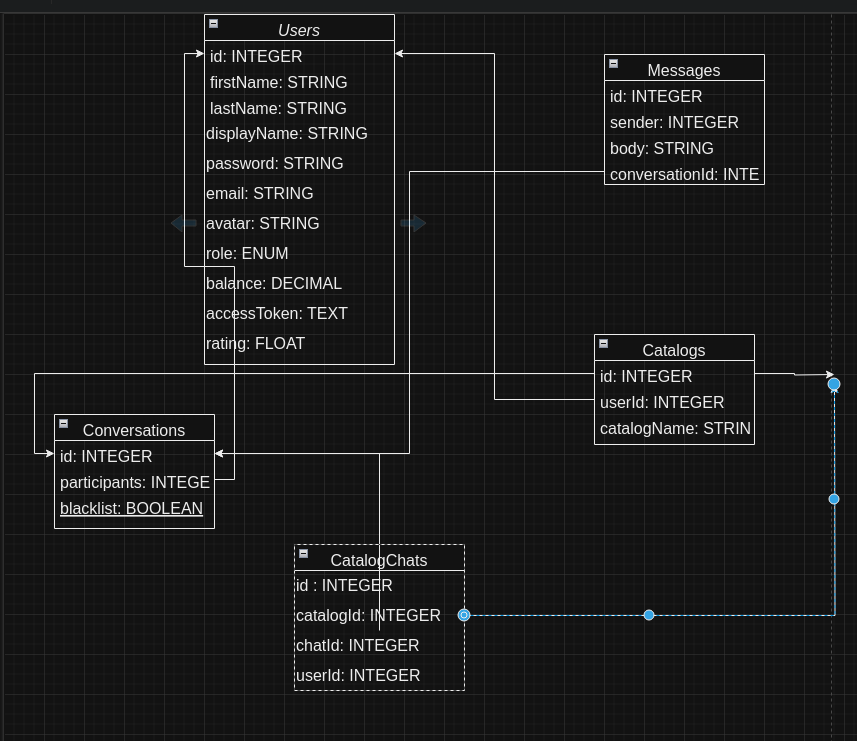 Users
id: INTEGER
firstName: STRING
lastName: STRING
displayName: STRING
password: STRING
email: STRING
avatar: STRING
role: ENUM
balance: DECIMAL
accessToken: TEXT
rating: FLOAT
Messages
id: INTEGER
sender: INTEGER
body: STRING
conversationId: INTE
Catalogs
id: INTEGER
userId: INTEGER
catalogName: STRIN
Conversations
id: INTEGER
participants: INTEGE
blacklist: BOOLEAN
CatalogChats
id : INTEGER
catalogId: INTEGER
chatId: INTEGER
userId: INTEGER